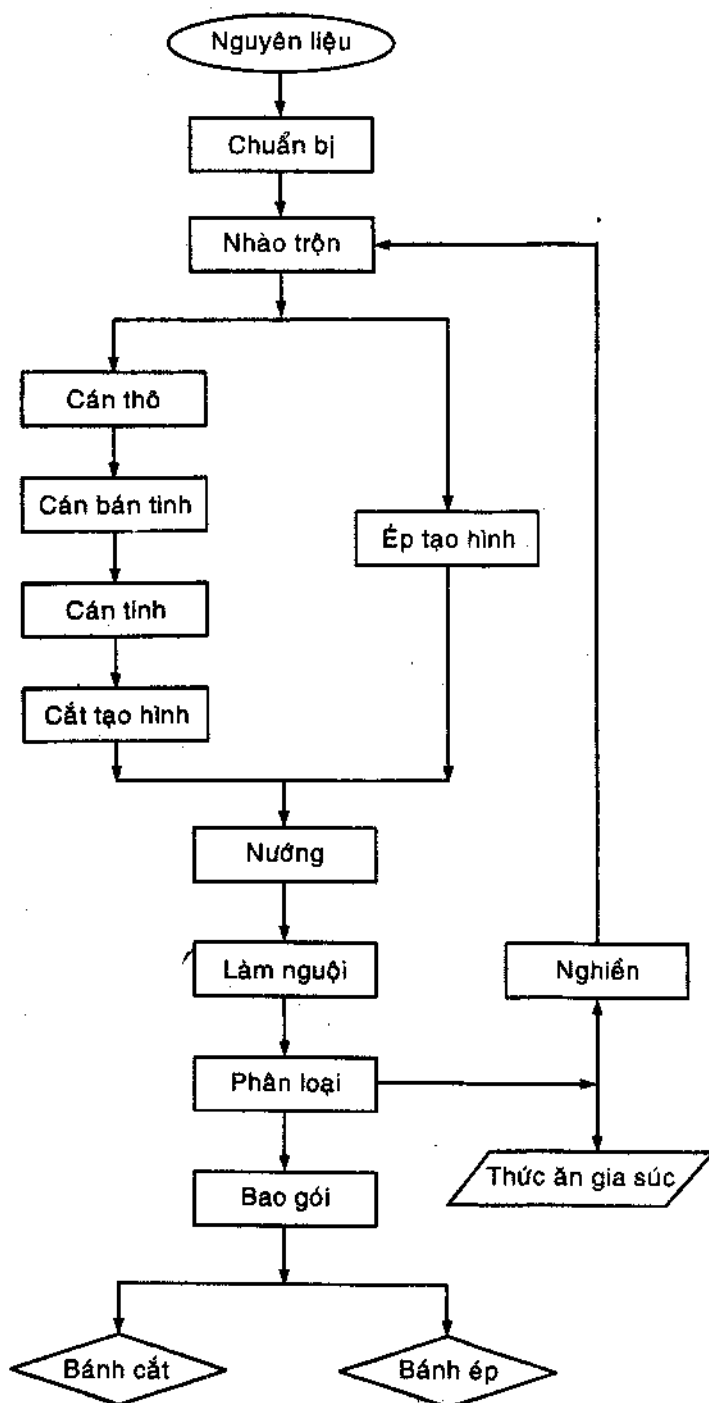 Nguyên liệu
Chuẩn bị
Nhào trộn
Cán thô
Cán bán tinh
Ép tạo hình
Cán tinh
Cắt tạo hình
Nướng
Làm nguội
Nghiền
Phân loại
Thức ăn gia súc
Bao gói
Bánh cắt
Bánh ép